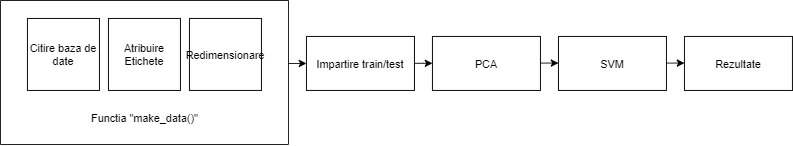 Citire baza de
date
Atribuire
Etichete
Redimensionare
Functia "make_data()"
Impartire train/test
PCA
SVM
Rezultate